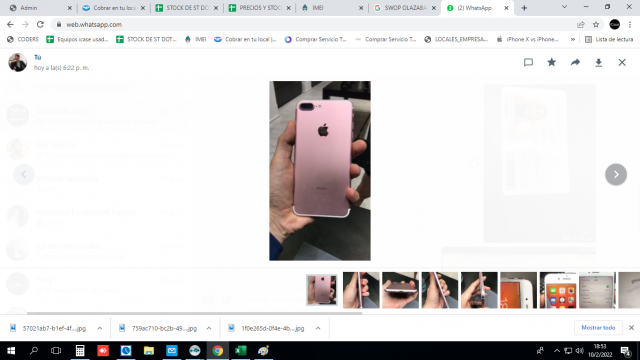 Admin
Cobrar en tu local
STOCK DE ST DOT
PRECIOS Y STOCK
IMEI
SWOP OLAZABA
(2) WhatsApp
web.whatsapp.com
CODERS
Equipos icase usad...
STOCK DE ST DOT...
IMEI
Cobrar en tu local |...
Comprar Servicio T...
Comprar Servicio T...
LOCALES_EMPRESA...
iPhone X vs iPhone...
»
Lista de lectura
Tú
hoy a la(s) 6:22 p. m.
57021ab7-b1ef-4f....jpg
759ac710-bc2b-49....jpg
1f0e265d-0f4e-4b....jpg
Mostrar todo
18:53
10/2/2022